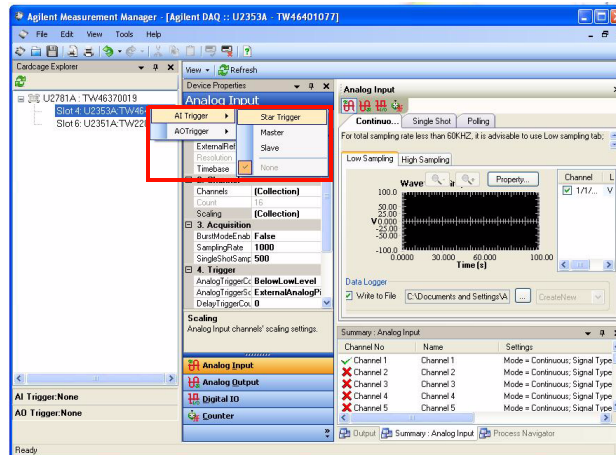 Agilent Measurement Manager - [Agilent DAQ :: U2353A - TW46401077]
File Edit View Tools Help
Cardcage Explorer
U2781A : TW46370019
Slot 4: U2353A:TW464
Slot 6: U2351A:TW220
AI Trigger:None
AO Trigger:None
Ready
View Refresh
Device Properties
Analog Input
AI Trigger
AOTrigger
Star Trigger
Master
Slave
None
ExternalRef
Resolution
Timebase
2. Channel
Channels (Collection)
Count 16
Scaling (Collection)
3. Acquisition
BurstModeEnab False
SamplingRate 1000
SingleShotSamp 500
4. Trigger
AnalogTriggerCo BelowLowLevel
AnalogTriggerSo ExternalAnalogPi
DelayTriggerCou 0
Scaling
Analog Input channels' scaling settings.
Analog Input
Analog Output
Digital IO
Counter
Analog Input
Continuo... Single Shot Polling
For total sampling rate less than 60KHZ, it is advisable to use Low sampling tab;
Low Sampling High Sampling
Wave
Property...
Channel L
1/1/... V
100.0
50.00
25.00
V 0.000
-25.00
-50.00
-100.0
0.0000 30.000 60.000 100.00
Time (s)
Data Logger
Write to File C:\Documents and Settings\A ... CreateNew
Summary : Analog Input
Channel No Name Settings
Channel 1 Channel 1 Mode = Continuous; Signal Type
Channel 2 Channel 2 Mode = Continuous; Signal Type
Channel 3 Channel 3 Mode = Continuous; Signal Type
Channel 4 Channel 4 Mode = Continuous; Signal Type
Channel 5 Channel 5 Mode = Continuous; Signal Type
Output Summary : Analog Input Process Navigator